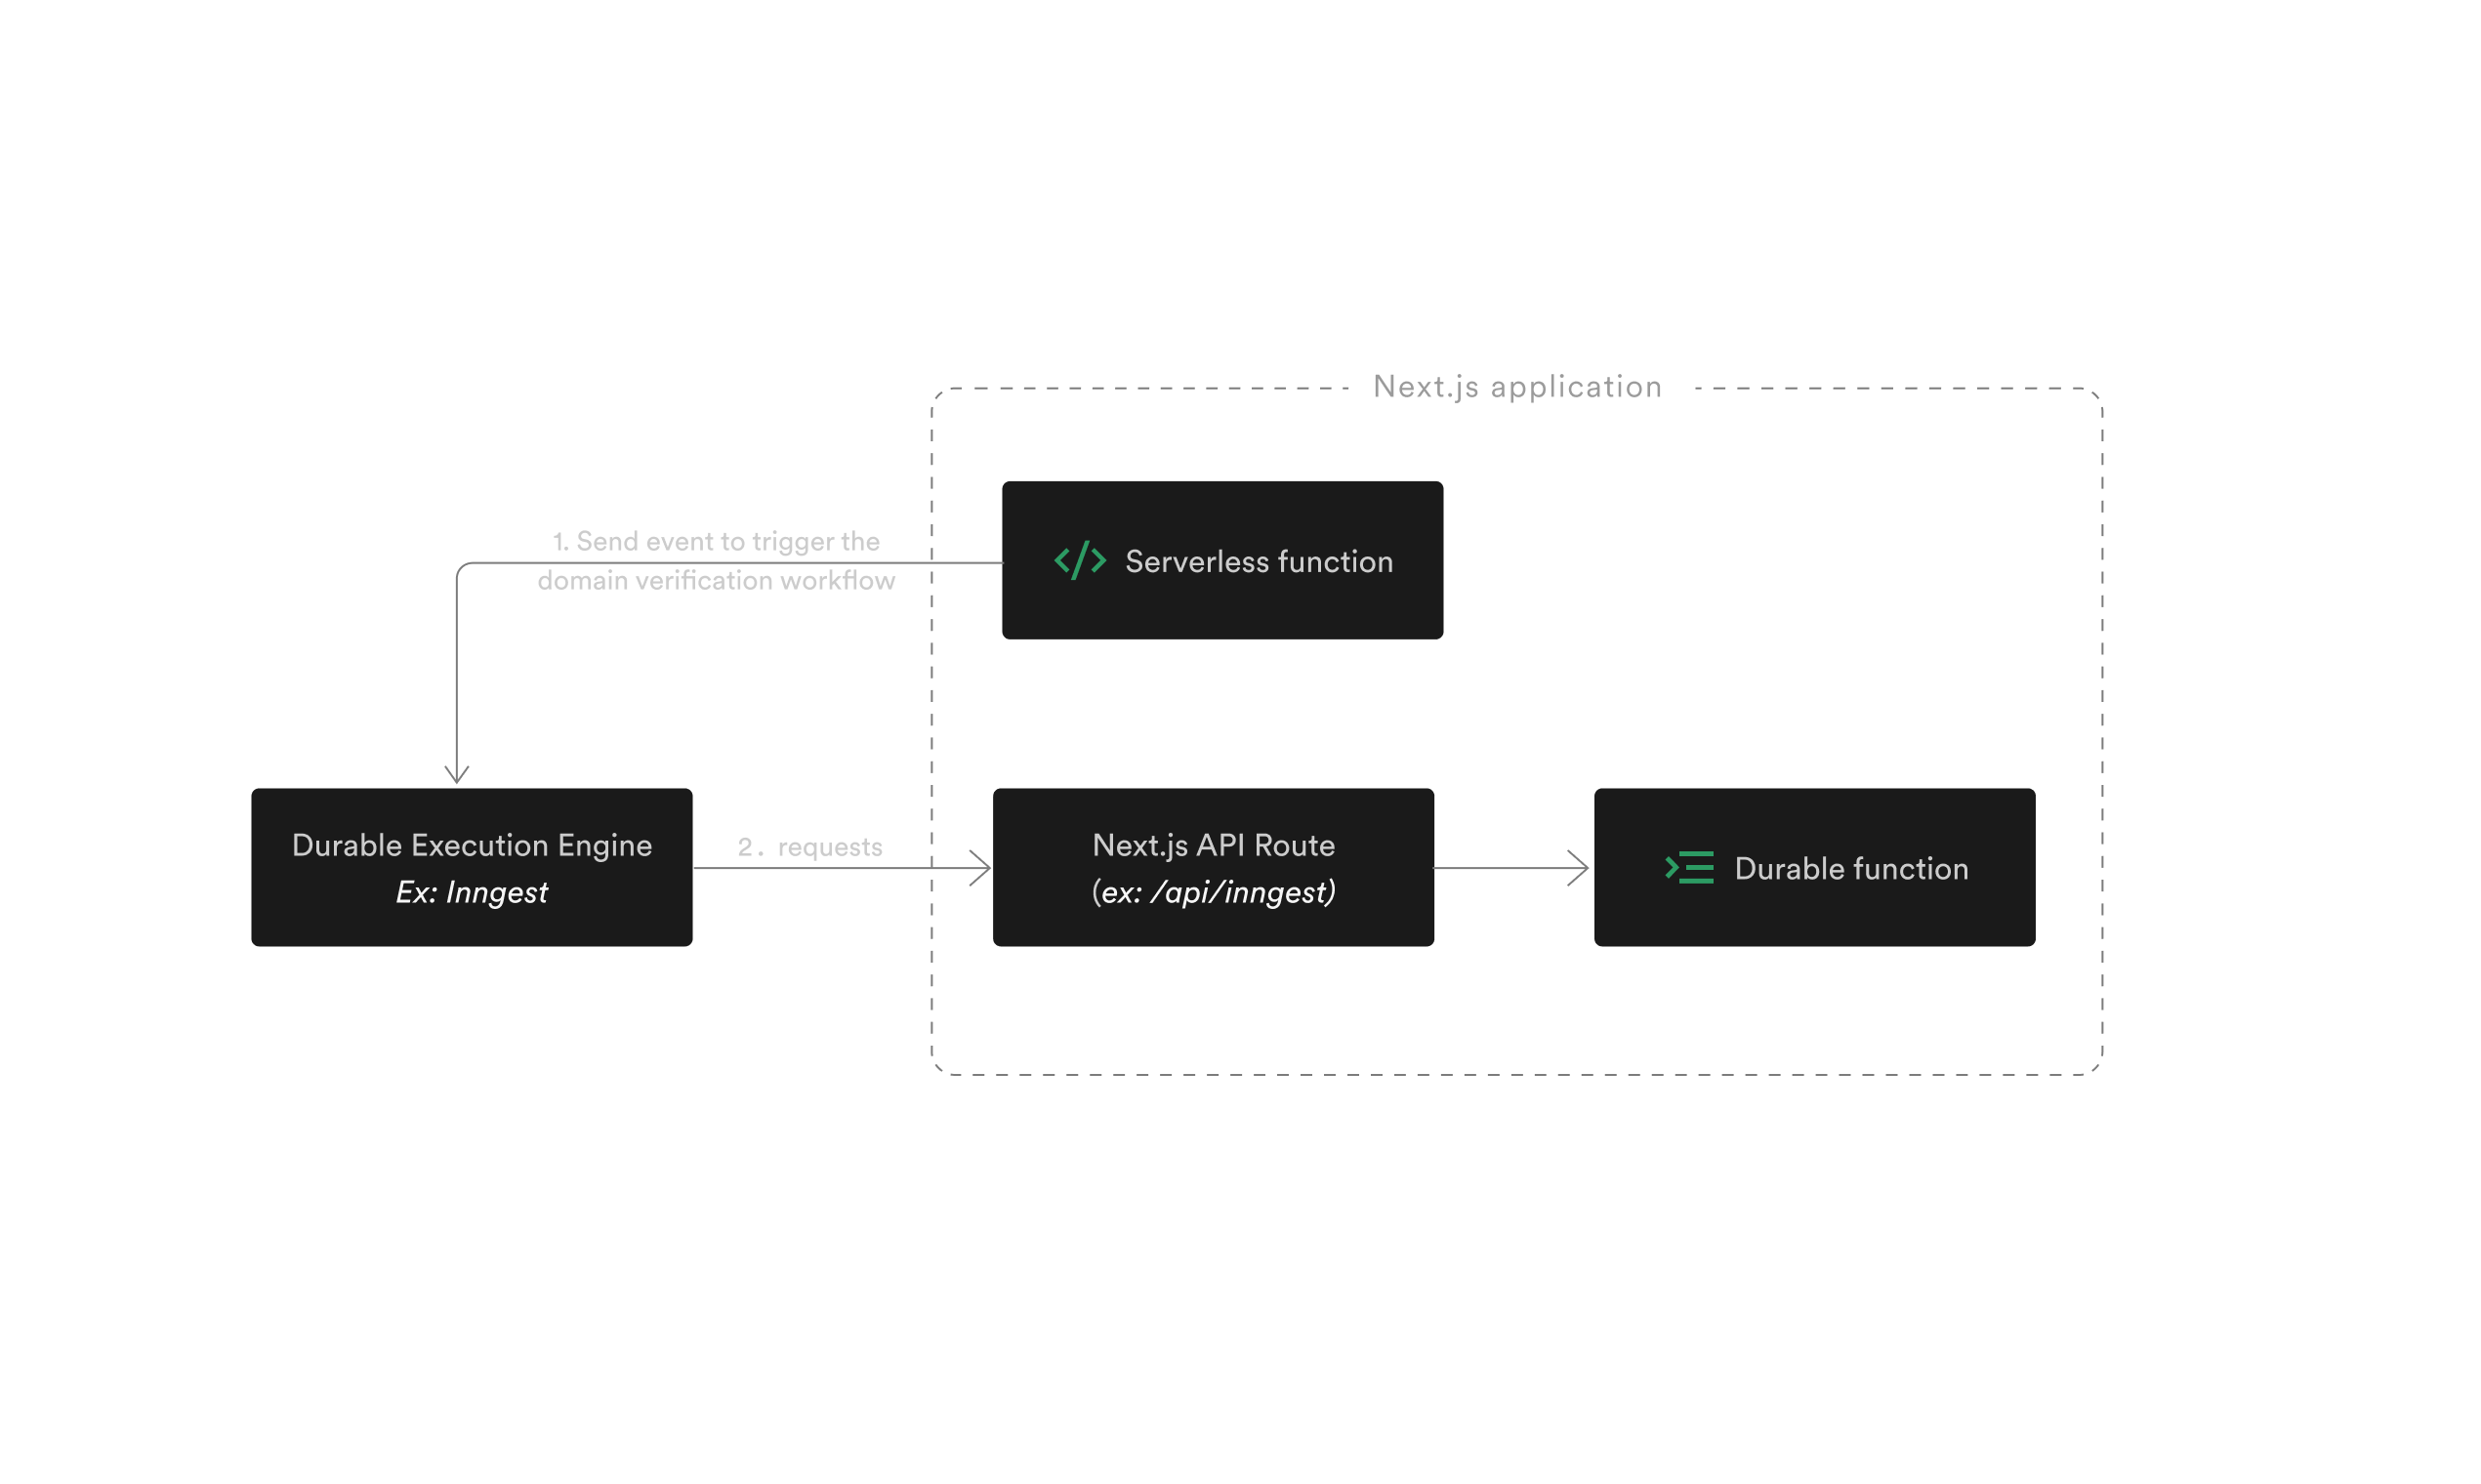 Next.js application
1. Send event to trigger the
domain verification workflow
Serverless function
Durable Execution Engine
Ex: Inngest
2. requests
Next.js API Route
(ex: /api/inngest)
Durable function